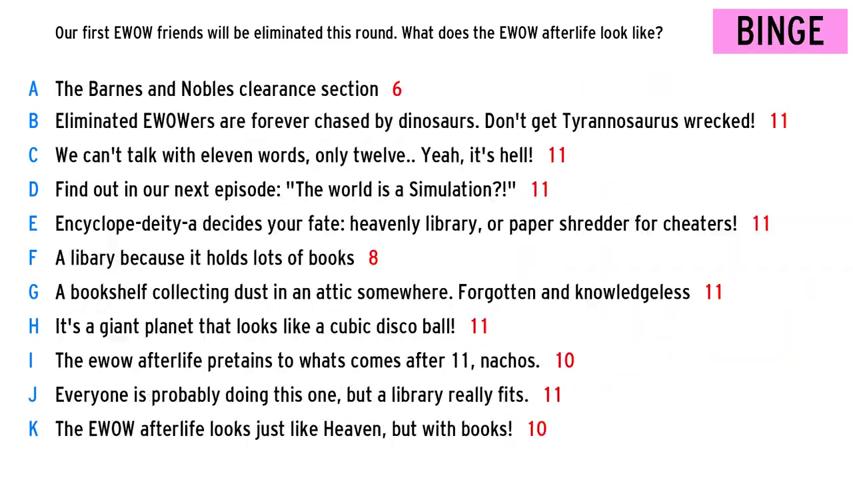 Our first EWOW friends will be eliminated this round. What does the EWOW afterlife look like?
BINGE
A The Barnes and Nobles clearance section 6
B Eliminated EWOWers are forever chased by dinosaurs. Don't get Tyrannosaurus wrecked! 11
C We can't talk with eleven words, only twelve.. Yeah, it's hell! 11
D Find out in our next episode: "The world is a Simulation?!" 11
E Encyclope-deity-a decides your fate: heavenly library, or paper shredder for cheaters! 11
F A libary because it holds lots of books 8
G A bookshelf collecting dust in an attic somewhere. Forgotten and knowledgeless 11
H It's a giant planet that looks like a cubic disco ball! 11
I The ewow afterlife pretains to whats comes after 11, nachos. 10
J Everyone is probably doing this one, but a library really fits. 11
K The EWOW afterlife looks just like Heaven, but with books! 10